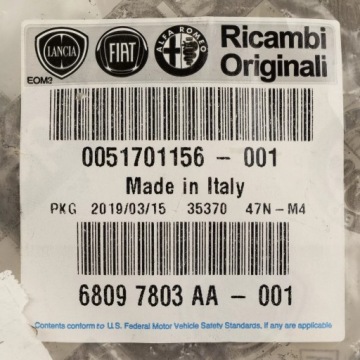 LANCIA FIAT ALFA ROMEO Ricambi
Originali
EOM3
0051701156 - 001
Made in Italy
PKG 2019/03/15 35370 47N-M4
6809 7803 AA - 001
Contents conform to U.S. Federal Motor Vehicle Safety Standards, if any are applicable